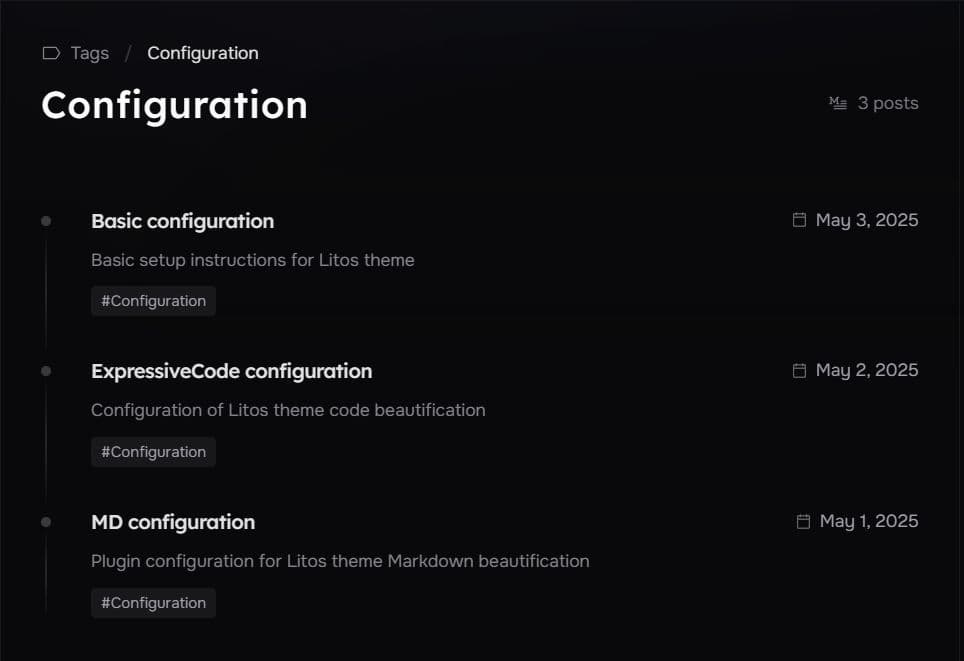 Tags / Configuration
Configuration
3 posts
Basic configuration
May 3, 2025
Basic setup instructions for Litos theme
#Configuration
ExpressiveCode configuration
May 2, 2025
Configuration of Litos theme code beautification
#Configuration
MD configuration
May 1, 2025
Plugin configuration for Litos theme Markdown beautification
#Configuration